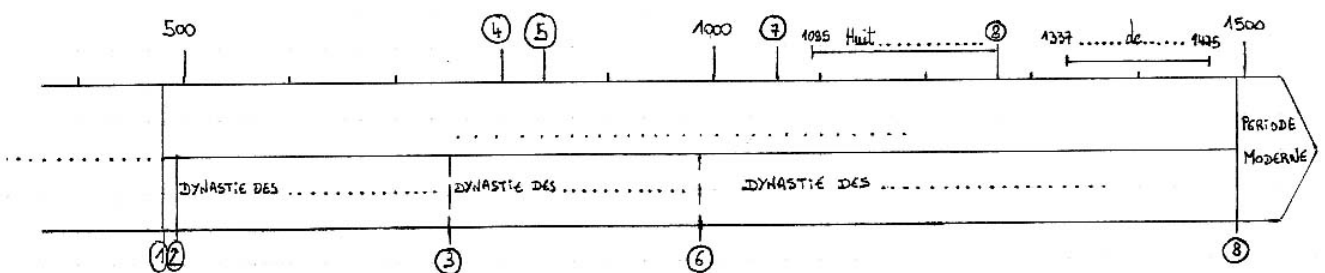 500 ④ ⑤ 1000 ⑦ 1095 Huit .................... ⑧ 1337 ...... de ...... 1475 1500
PERIODE
MODERNE
DYNASTIE DES .................. DYNASTIE DES .................. DYNASTIE DES ..............................
① ② ③ ⑥ ⑧